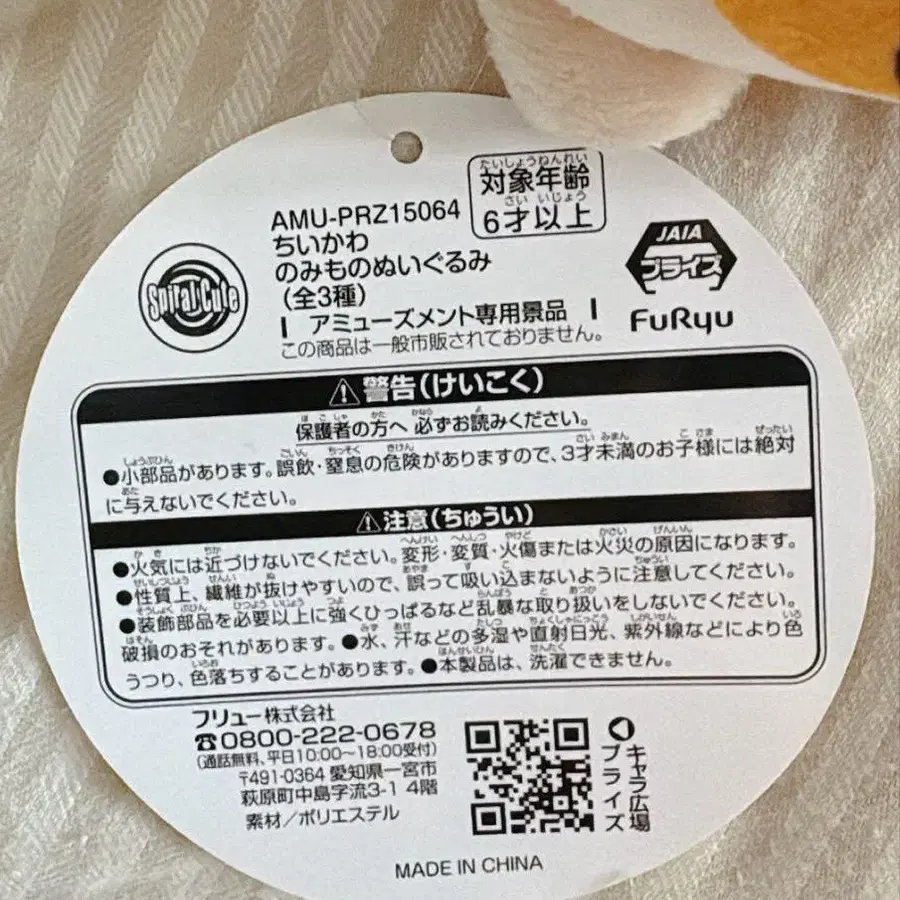 対象年齢
6才以上
AMU-PRZ15064
ちいかわ
のみものぬいぐるみ
(全3種)
アミューズメント専用景品
この商品は一般市販されておりません。
SpiralCute
JAIA
プライズ
FuRyu
警告(けいこく)
保護者の方へ 必ずお読みください。
●小部品があります。誤飲・窒息の危険がありますので、3才未満のお子様には絶対
に与えないでください。
注意(ちゅうい)
●火気には近づけないでください。変形・変質・火傷または火災の原因になります。
●性質上、繊維が抜けやすいので、誤って吸い込まないように注意してください。
●装飾部品を必要以上に強くひっぱるなど乱暴な取り扱いをしないでください。
破損のおそれがあります。●水、汗などの多湿や直射日光、紫外線などにより色
うつり、色落ちすることがあります。●本製品は、洗濯できません。
フリュー株式会社
☎0800-222-0678
(通話無料、平日10:00〜18:00受付)
〒491-0364 愛知県一宮市
萩原町中島字流3-1 4階
素材/ポリエステル
キャラ広場
プライズ
MADE IN CHINA